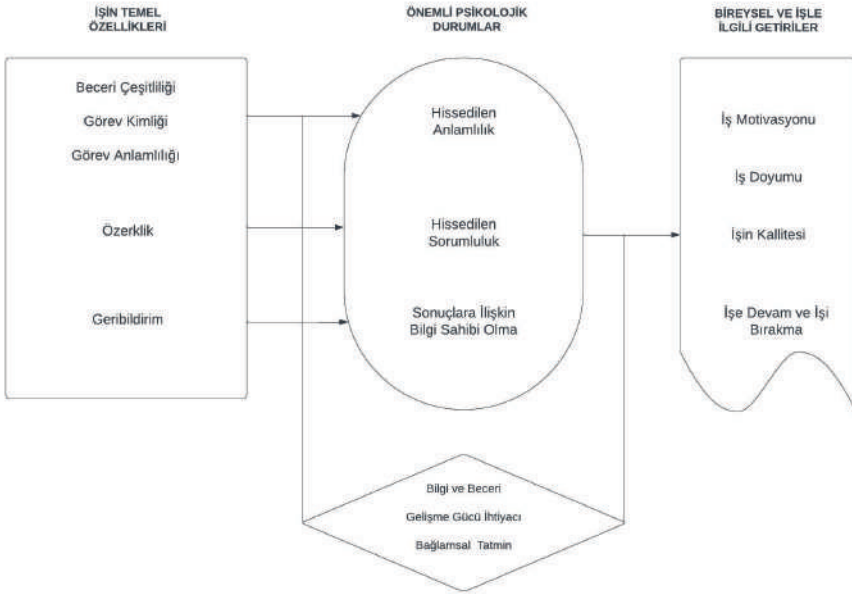 İŞİN TEMEL
ÖZELLİKLERİ
Beceri Çeşitliliği
Görev Kimliği
Görev Anlamlılığı
Özerklik
Geribildirim
ÖNEMLİ PSİKOLOJİK
DURUMLAR
Hissedilen
Anlamlılık
Hissedilen
Sorumluluk
Sonuçlara İlişkin
Bilgi Sahibi Olma
BİREYSEL VE İŞLE
İLGİLİ GETİRİLER
İş Motivasyonu
İş Doyumu
İşin Kallitesi
İşe Devam ve İşi
Bırakma
Bilgi ve Beceri
Gelişme Gücü İhtiyacı
Bağlamsal Tatmin